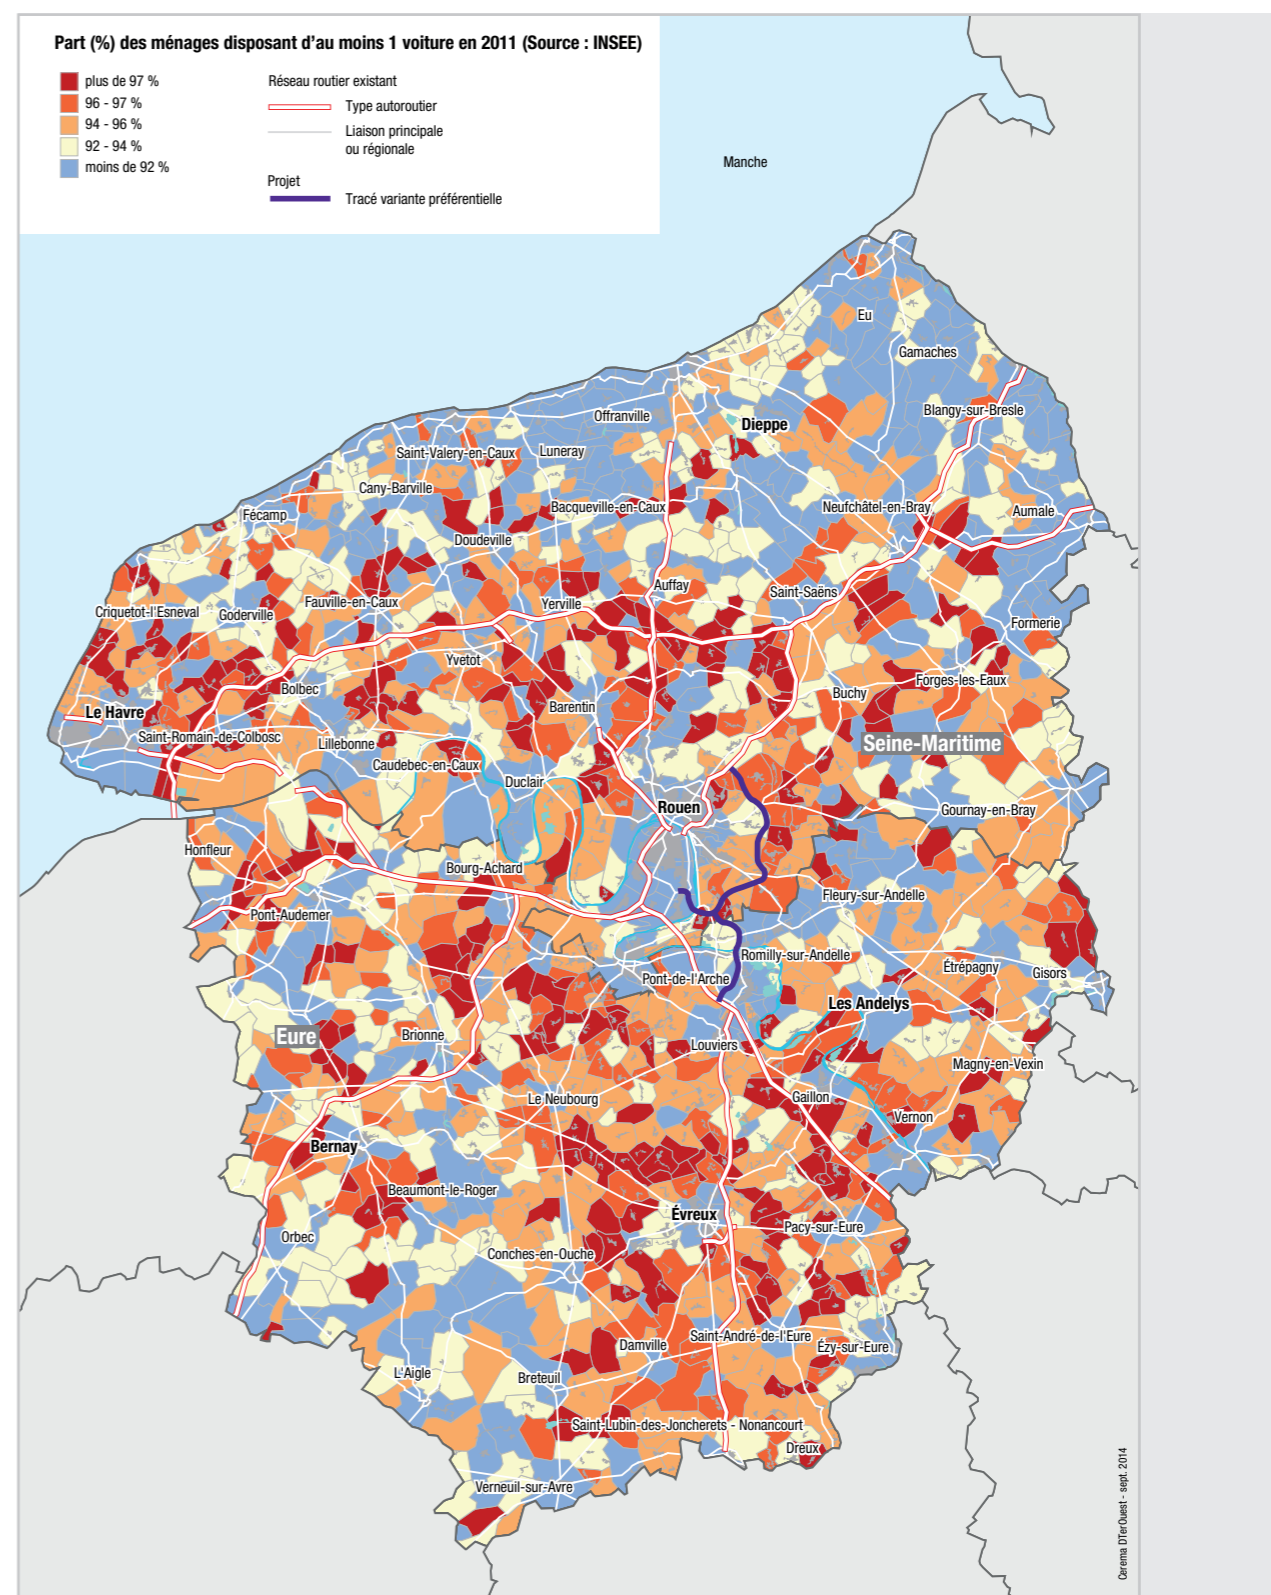 Part (%) des ménages disposant d'au moins 1 voiture en 2011 (Source : INSEE)
plus de 97 %
96 - 97 %
94 - 96 %
92 - 94 %
moins de 92 %
Réseau routier existant
Type autoroutier
Liaison principale
ou régionale
Projet
Tracé variante préférentielle
Manche
Eu
Gamaches
Blangy-sur-Bresle
Offranville
Dieppe
Saint-Valery-en-Caux
Luneray
Cany-Barville
Bacqueville-en-Caux
Neufchâtel-en-Bray
Aumale
Fécamp
Doudeville
Auffay
Saint-Saëns
Criquetot-l'Esneval
Goderville
Fauville-en-Caux
Yerville
Formerie
Yvetot
Bolbec
Buchy
Forges-les-Eaux
Le Havre
Barentin
Saint-Romain-de-Colbosc
Lillebonne
Seine-Maritime
Caudebec-en-Caux
Duclair
Rouen
Gournay-en-Bray
Honfleur
Bourg-Achard
Fleury-sur-Andelle
Pont-Audemer
Romilly-sur-Andelle
Étrépagny
Gisors
Pont-de-l'Arche
Les Andelys
Eure
Brionne
Louviers
Magny-en-Vexin
Le Neubourg
Gaillon
Vernon
Bernay
Beaumont-le-Roger
Évreux
Pacy-sur-Eure
Orbec
Conches-en-Ouche
Damville
Saint-André-de-l'Eure
Ézy-sur-Eure
L'Aigle
Breteuil
Saint-Lubin-des-Joncherets - Nonancourt
Dreux
Verneuil-sur-Avre
Cerema DTerOuest - sept. 2014